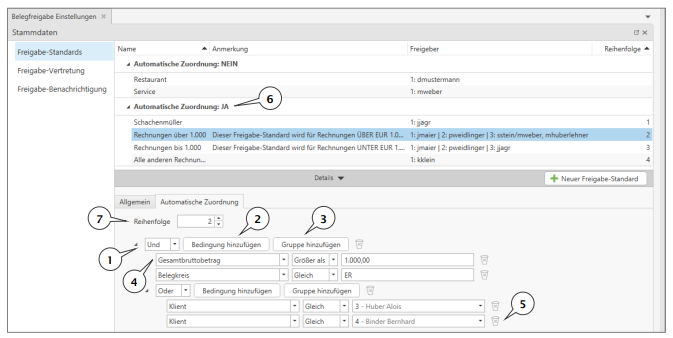 Belegfreigabe Einstellungen ×
Stammdaten
Freigabe-Standards
Freigabe-Vertretung
Freigabe-Benachrichtigung
Name Anmerkung Freigeber Reihenfolge
Automatische Zuordnung: NEIN
Restaurant 1: dmustermann
Service 1: mweber
6
Automatische Zuordnung: JA
Schachenmüller 1: jjagr 1
Rechnungen über 1.000 Dieser Freigabe-Standard wird für Rechnungen ÜBER EUR 1.0... 1: jmaier | 2: pweidlinger | 3: sstein/mweber, mhuberlehner 2
Rechnungen bis 1.000 Dieser Freigabe-Standard wird für Rechnungen UNTER EUR 1.... 1: jmaier | 2: pweidlinger | 3: jjagr 3
Alle anderen Rechnun... 1: kklein 4
Details
Neuer Freigabe-Standard
Allgemein Automatische Zuordnung
7 Reihenfolge 2 2 3
1 Und Bedingung hinzufügen Gruppe hinzufügen
4 Gesamtbruttobetrag Größer als 1.000,00
Belegkreis Gleich ER
Oder Bedingung hinzufügen Gruppe hinzufügen
5
Klient Gleich 3 - Huber Alois
Klient Gleich 4 - Binder Bernhard